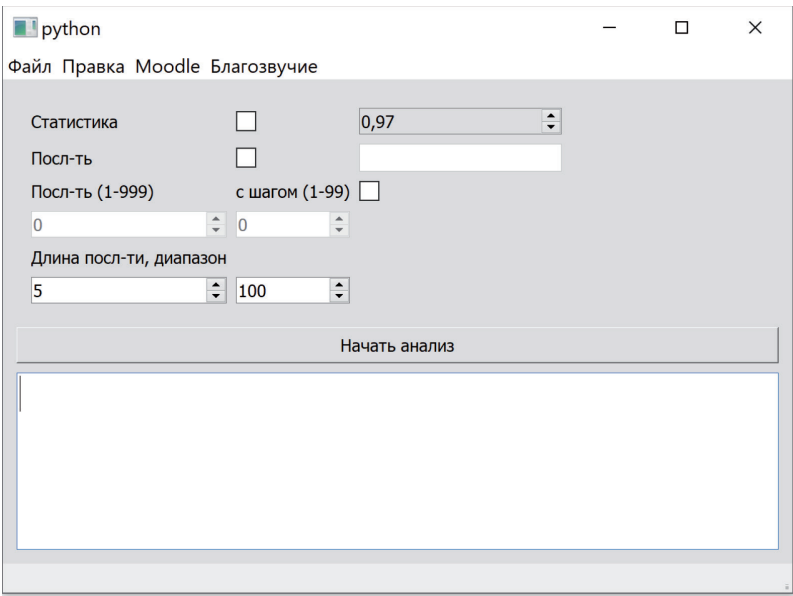 python
Файл Правка Moodle Благозвучие
Статистика 0,97
Посл-ть
Посл-ть (1-999) с шагом (1-99)
0 0
Длина посл-ти, диапазон
5 100
Начать анализ